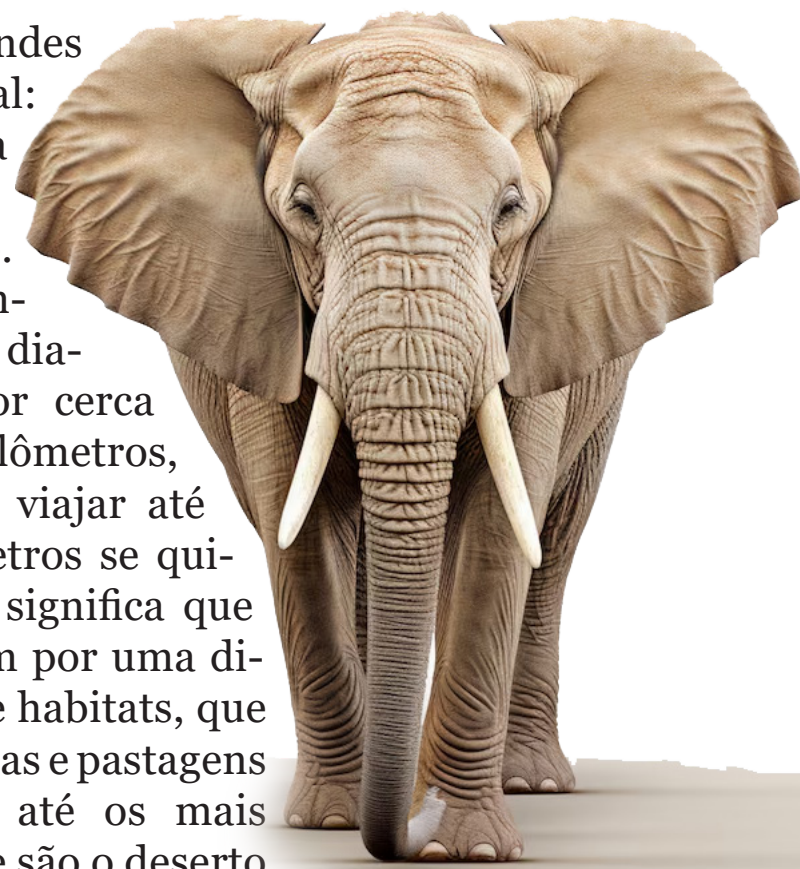 ndes
al:
a
.
n-
dia-
or cerca
lômetros,
viajar até
etros se qui-
significa que
m por uma di-
e habitats, que
as e pastagens
até os mais
e são o deserto